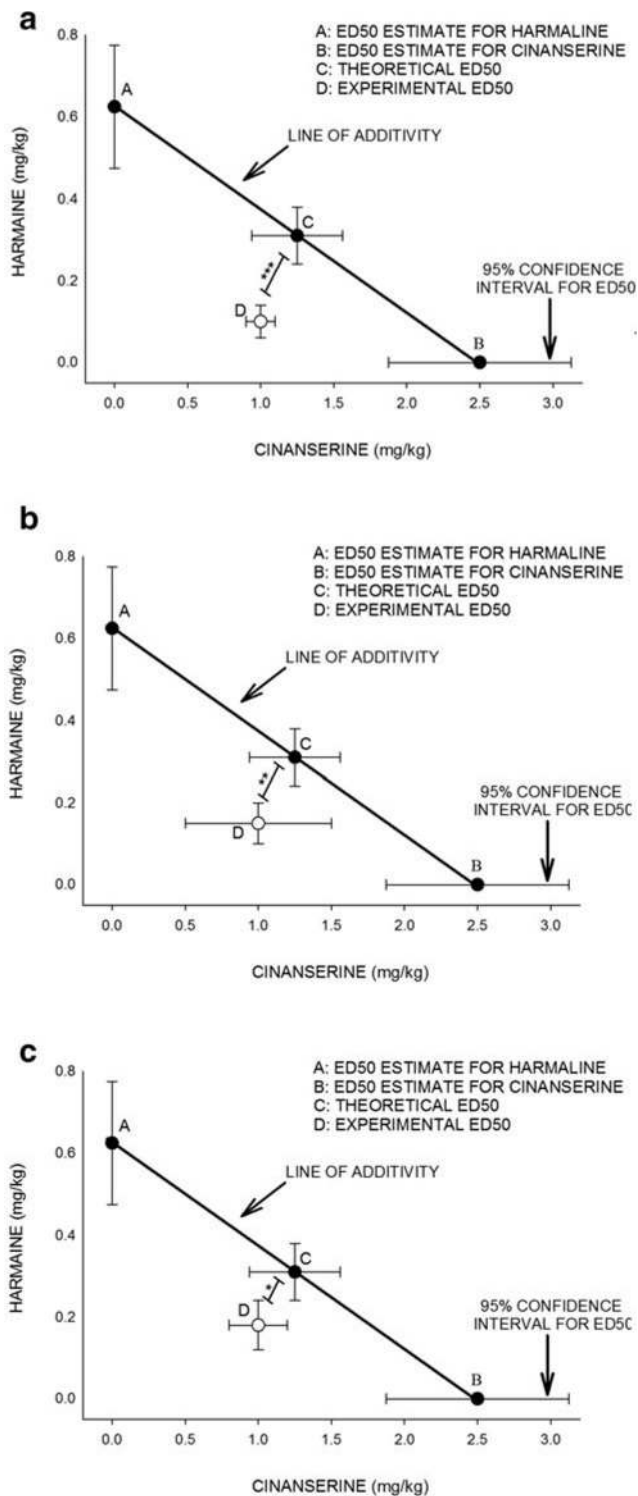 a
A: ED50 ESTIMATE FOR HARMALINE
B: ED50 ESTIMATE FOR CINANSERINE
C: THEORETICAL ED50
D: EXPERIMENTAL ED50
LINE OF ADDITIVITY
95% CONFIDENCE
INTERVAL FOR ED50
A
C
***
D
B
HARMAINE (mg/kg)
0.8
0.6
0.4
0.2
0.0
0.0 0.5 1.0 1.5 2.0 2.5 3.0
CINANSERINE (mg/kg)
b
A: ED50 ESTIMATE FOR HARMALINE
B: ED50 ESTIMATE FOR CINANSERINE
C: THEORETICAL ED50
D: EXPERIMENTAL ED50
LINE OF ADDITIVITY
95% CONFIDENCE
INTERVAL FOR ED50
A
C
**
D
B
HARMAINE (mg/kg)
0.8
0.6
0.4
0.2
0.0
0.0 0.5 1.0 1.5 2.0 2.5 3.0
CINANSERINE (mg/kg)
c
A: ED50 ESTIMATE FOR HARMALINE
B: ED50 ESTIMATE FOR CINANSERINE
C: THEORETICAL ED50
D: EXPERIMENTAL ED50
LINE OF ADDITIVITY
95% CONFIDENCE
INTERVAL FOR ED50
A
C
*
D
B
HARMAINE (mg/kg)
0.8
0.6
0.4
0.2
0.0
0.0 0.5 1.0 1.5 2.0 2.5 3.0
CINANSERINE (mg/kg)